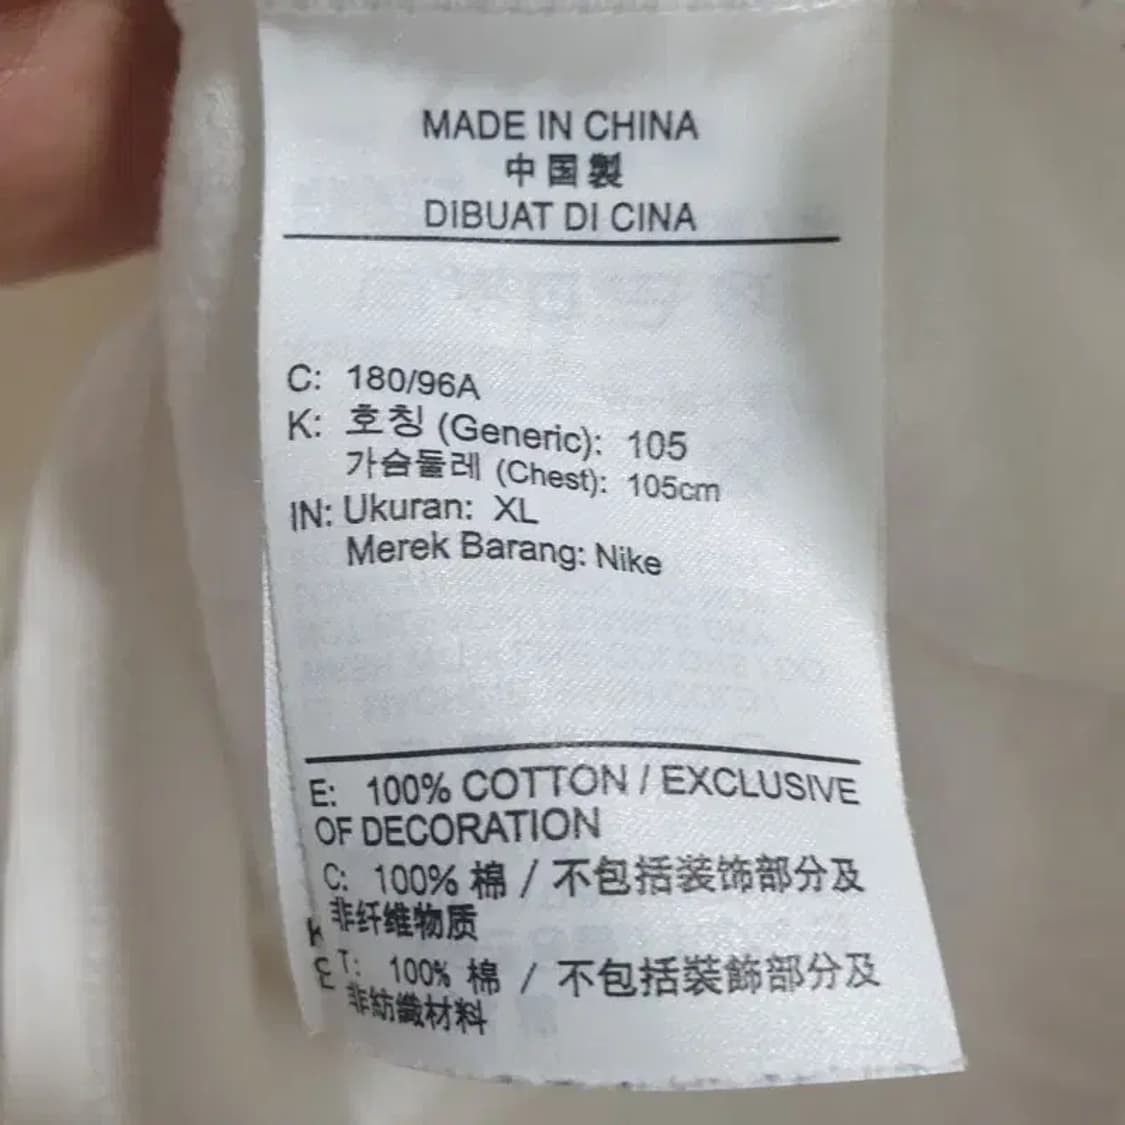 MADE IN CHINA
中国製
DIBUAT DI CINA
C: 180/96A
K: 호칭 (Generic): 105
가슴둘레 (Chest): 105cm
IN: Ukuran: XL
Merek Barang: Nike
E: 100% COTTON / EXCLUSIVE
OF DECORATION
C: 100% 棉 / 不包括装饰部分及
非纤维物质
T: 100% 棉 / 不包括裝飾部分及
非紡織材料